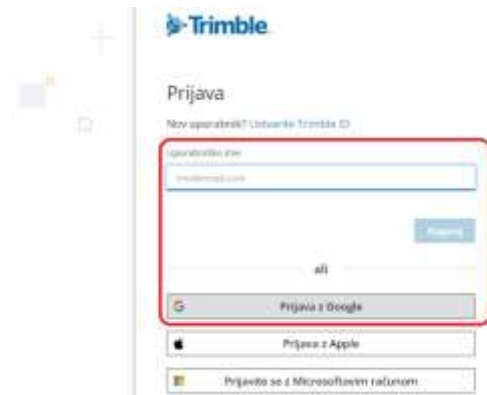 Trimble
Prijava
Nov uporabnik? Ustvarite Trimble ID
uporabniško ime
ali
Prijava z Google
Prijava z Apple
Prijavite se z Microsoftovim računom